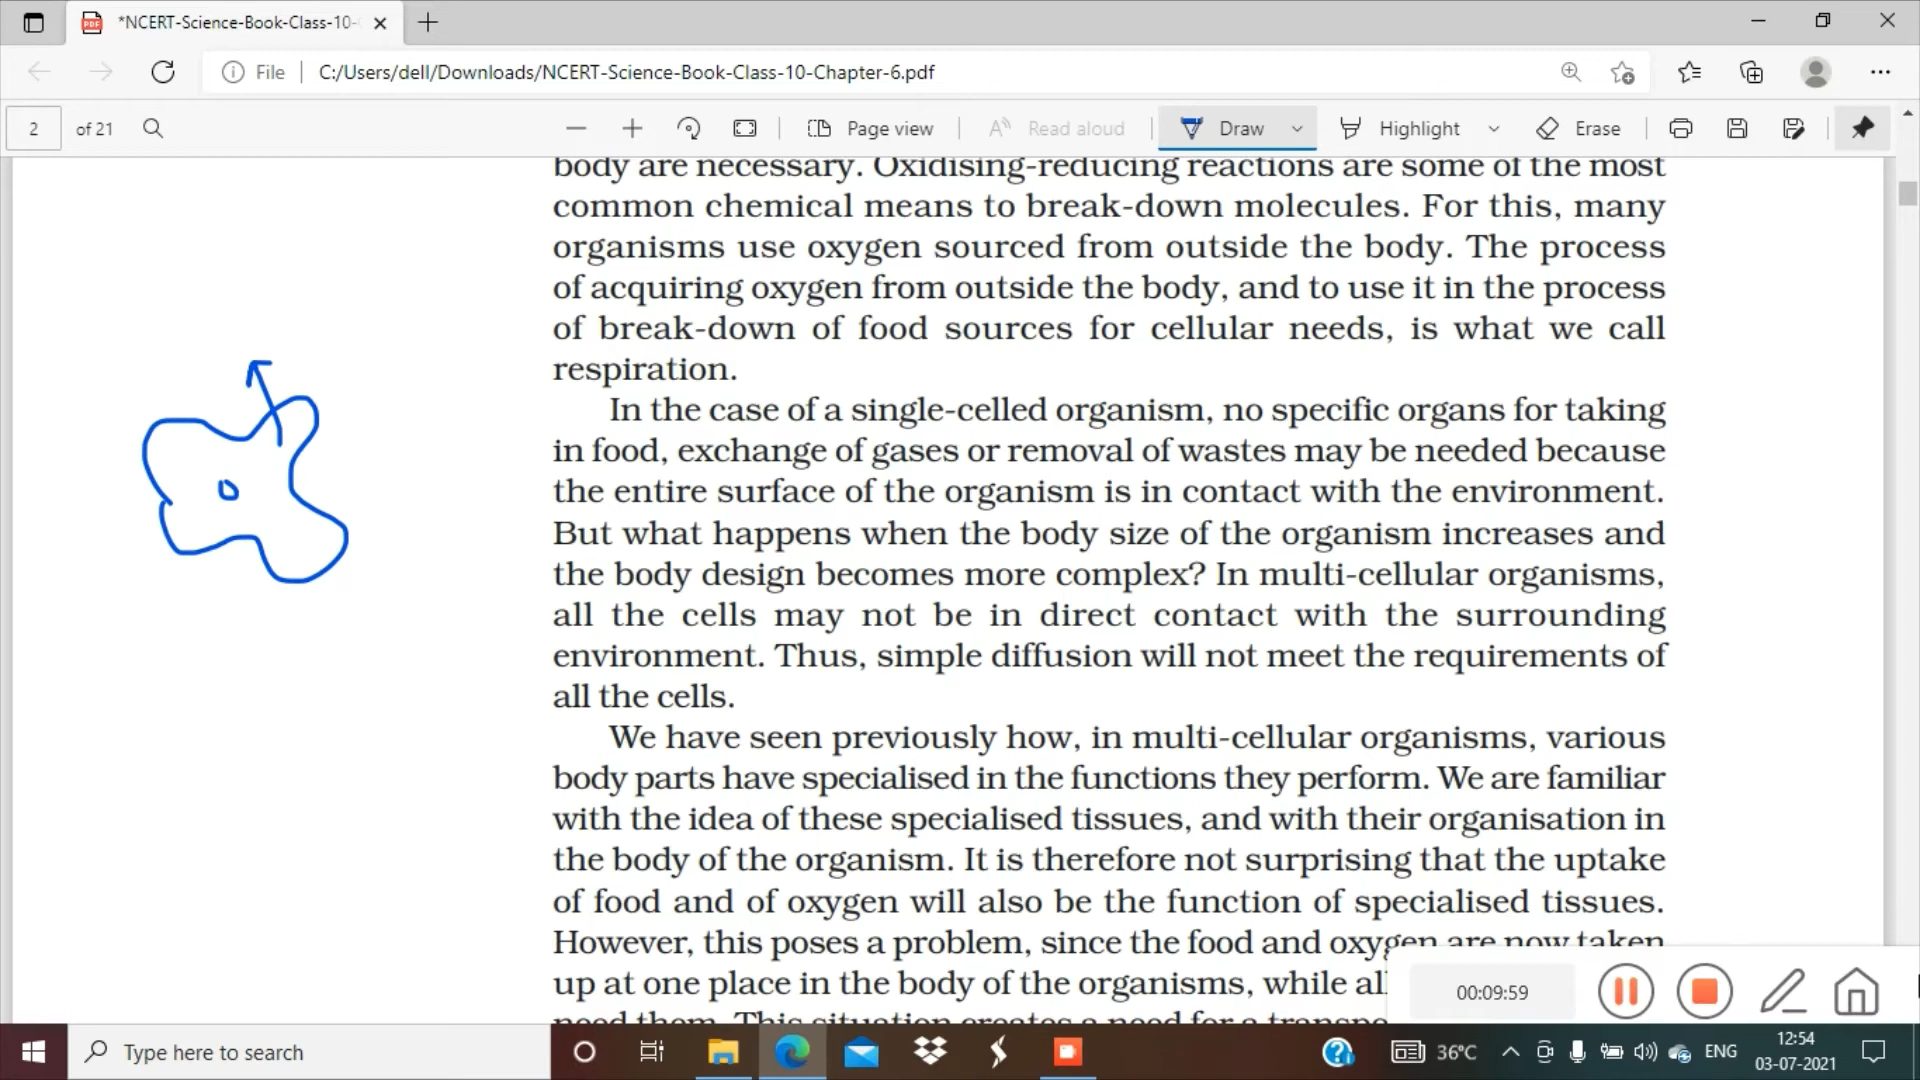 *NCERT-Science-Book-Class-10-
File
C:/Users/dell/Downloads/NCERT-Science-Book-Class-10-Chapter-6.pdf
2 of 21
Page view
Read aloud
Draw
Highlight
Erase
body are necessary. Oxidising-reducing reactions are some of the most
common chemical means to break-down molecules. For this, many
organisms use oxygen sourced from outside the body. The process
of acquiring oxygen from outside the body, and to use it in the process
of break-down of food sources for cellular needs, is what we call
respiration.
In the case of a single-celled organism, no specific organs for taking
in food, exchange of gases or removal of wastes may be needed because
the entire surface of the organism is in contact with the environment.
But what happens when the body size of the organism increases and
the body design becomes more complex? In multi-cellular organisms,
all the cells may not be in direct contact with the surrounding
environment. Thus, simple diffusion will not meet the requirements of
all the cells.
We have seen previously how, in multi-cellular organisms, various
body parts have specialised in the functions they perform. We are familiar
with the idea of these specialised tissues, and with their organisation in
the body of the organism. It is therefore not surprising that the uptake
of food and of oxygen will also be the function of specialised tissues.
However, this poses a problem, since the food and oxygen are now taken
up at one place in the body of the organisms, while all
need them. This situation creates a need for a
00:09:59
Type here to search
36°C
ENG
12:54
03-07-2021